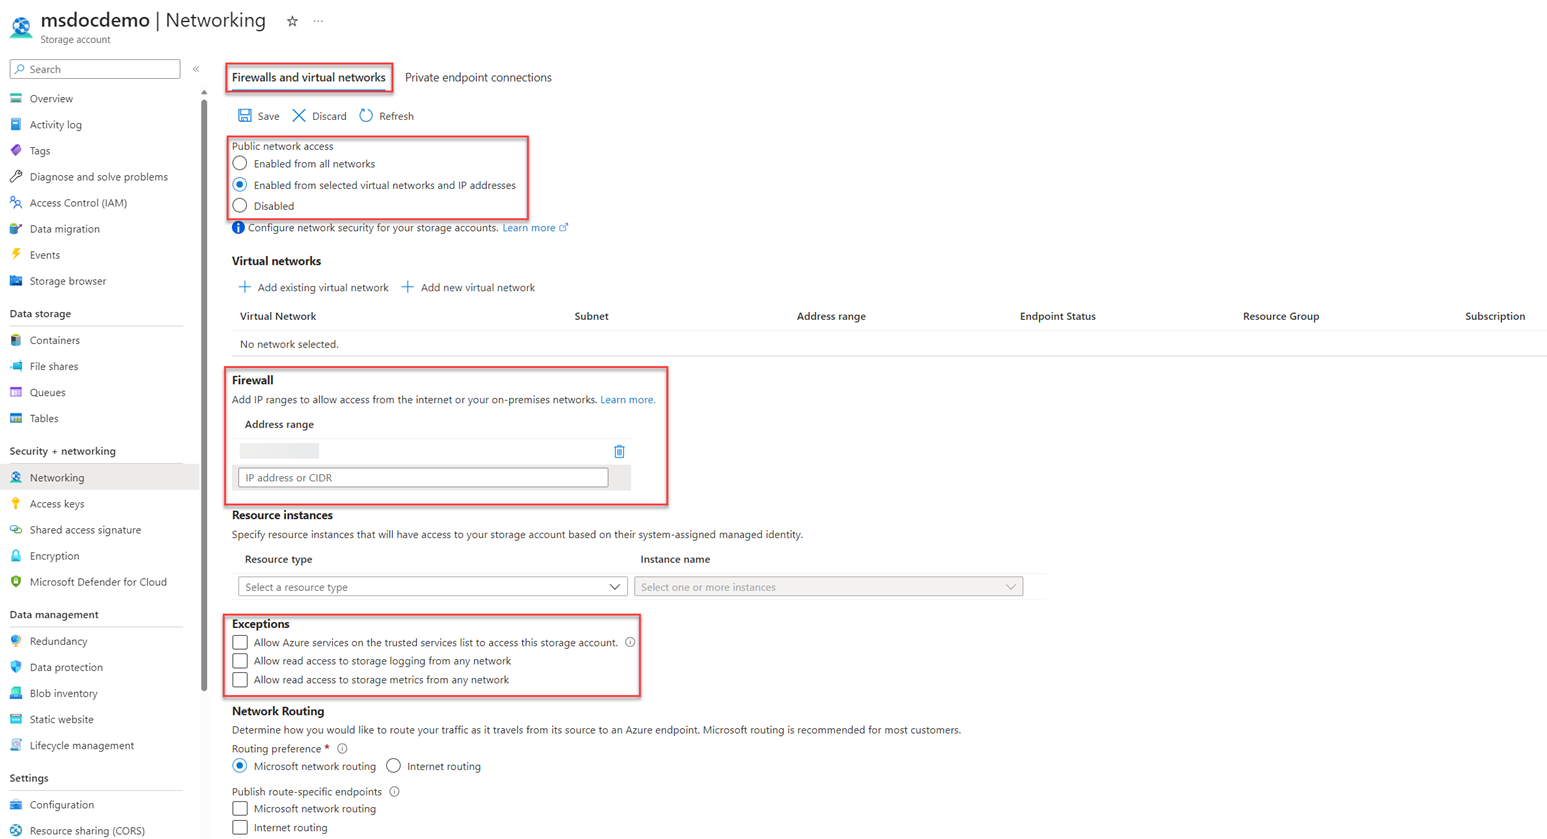 msdocdemo | Networking
Storage account
Search
Overview
Activity log
Tags
Diagnose and solve problems
Access Control (IAM)
Data migration
Events
Storage browser
Data storage
Containers
File shares
Queues
Tables
Security + networking
Networking
Access keys
Shared access signature
Encryption
Microsoft Defender for Cloud
Data management
Redundancy
Data protection
Blob inventory
Static website
Lifecycle management
Settings
Configuration
Resource sharing (CORS)
Firewalls and virtual networks Private endpoint connections
Save Discard Refresh
Public network access
Enabled from all networks
Enabled from selected virtual networks and IP addresses
Disabled
Configure network security for your storage accounts. Learn more
Virtual networks
+ Add existing virtual network + Add new virtual network
Virtual Network Subnet Address range Endpoint Status Resource Group Subscription
No network selected.
Firewall
Add IP ranges to allow access from the internet or your on-premises networks. Learn more.
Address range
IP address or CIDR
Resource instances
Specify resource instances that will have access to your storage account based on their system-assigned managed identity.
Resource type Instance name
Select a resource type Select one or more instances
Exceptions
Allow Azure services on the trusted services list to access this storage account.
Allow read access to storage logging from any network
Allow read access to storage metrics from any network
Network Routing
Determine how you would like to route your traffic as it travels from its source to an Azure endpoint. Microsoft routing is recommended for most customers.
Routing preference *
Microsoft network routing Internet routing
Publish route-specific endpoints
Microsoft network routing
Internet routing